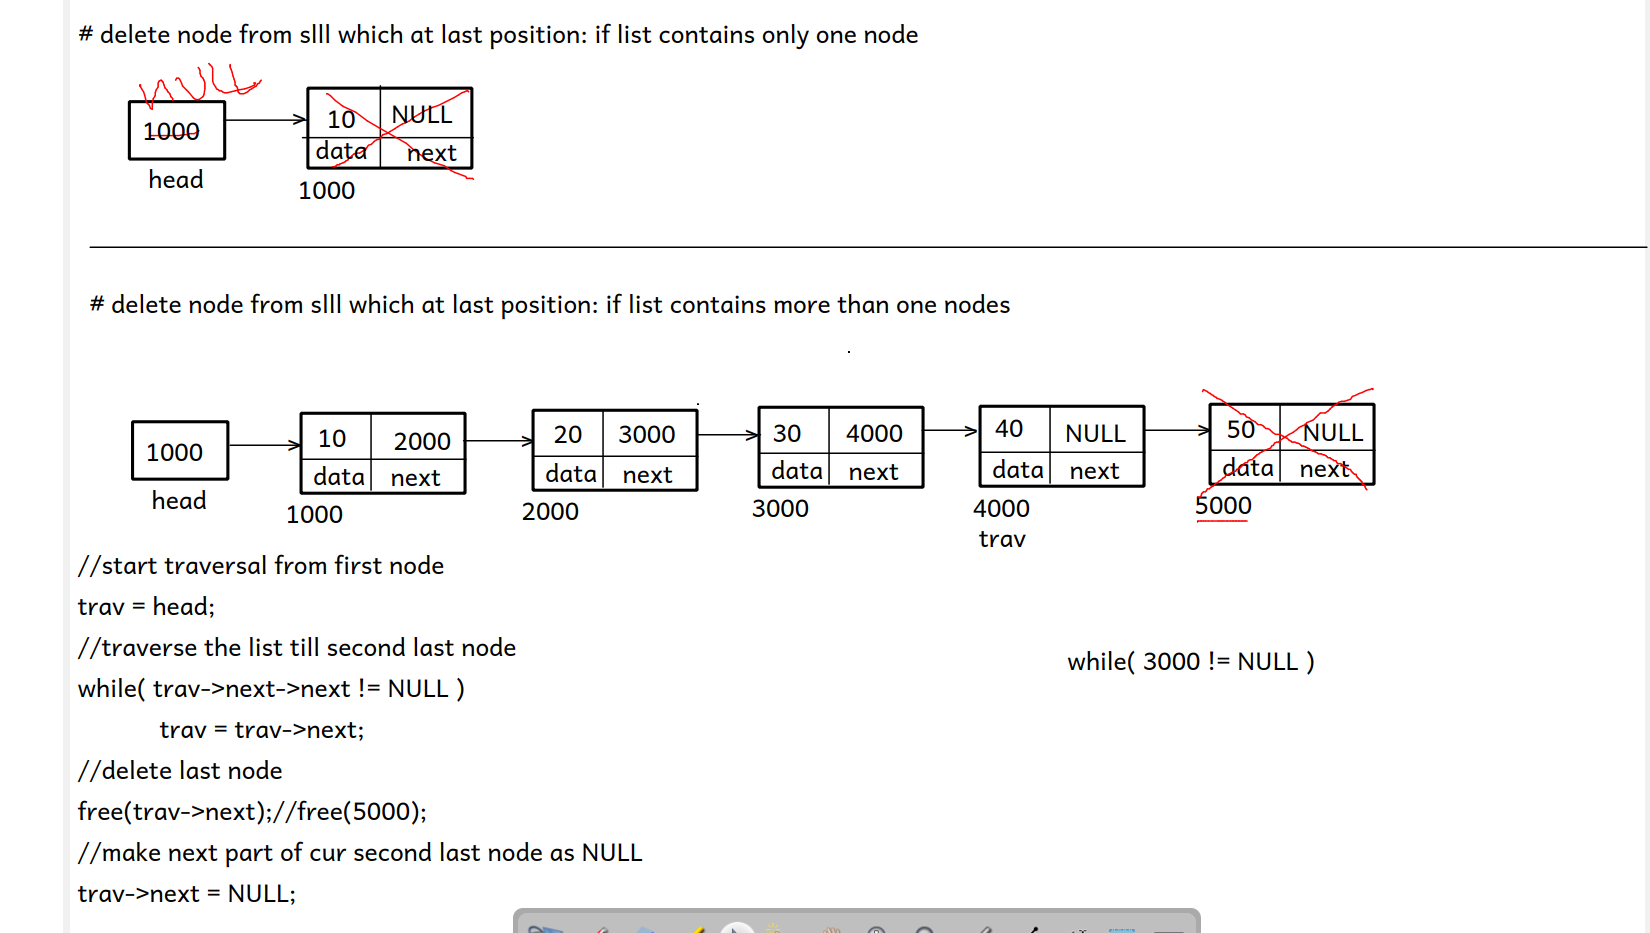 # delete node from slll which at last position: if list contains only one node
NULL
1000
10 NULL
data next
head
1000
# delete node from slll which at last position: if list contains more than one nodes
1000
10 2000
data next
20 3000
data next
30 4000
data next
40 NULL
data next
50 NULL
data next
head
1000
2000
3000
4000
5000
trav
//start traversal from first node
trav = head;
//traverse the list till second last node
while( trav->next->next != NULL )
trav = trav->next;
while( 3000 != NULL )
//delete last node
free(trav->next);//free(5000);
//make next part of cur second last node as NULL
trav->next = NULL;